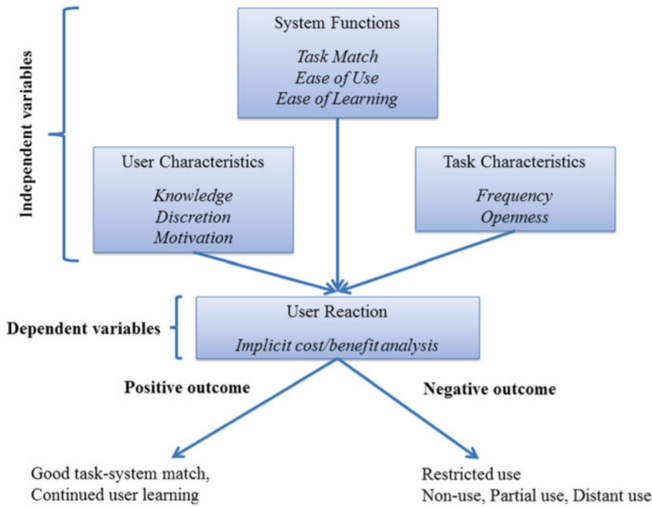 System Functions
Task Match
Ease of Use
Ease of Learning
Independent variables
User Characteristics
Knowledge
Discretion
Motivation
Task Characteristics
Frequency
Openness
Dependent variables
User Reaction
Implicit cost/benefit analysis
Positive outcome
Negative outcome
Good task-system match,
Continued user learning
Restricted use
Non-use, Partial use, Distant use